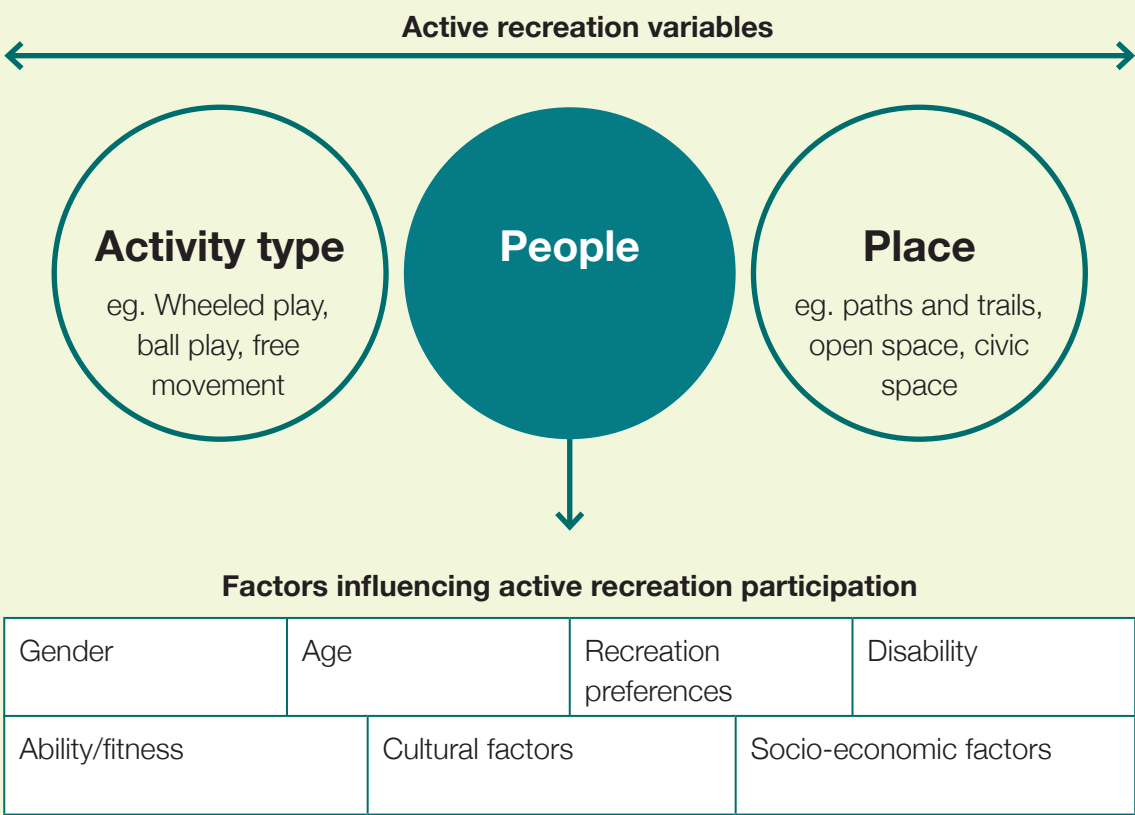 Active recreation variables
Activity type
eg. Wheeled play,
ball play, free
movement
People
Place
eg. paths and trails,
open space, civic
space
Factors influencing active recreation participation
Gender
Age
Recreation
preferences
Disability
Ability/fitness
Cultural factors
Socio-economic factors